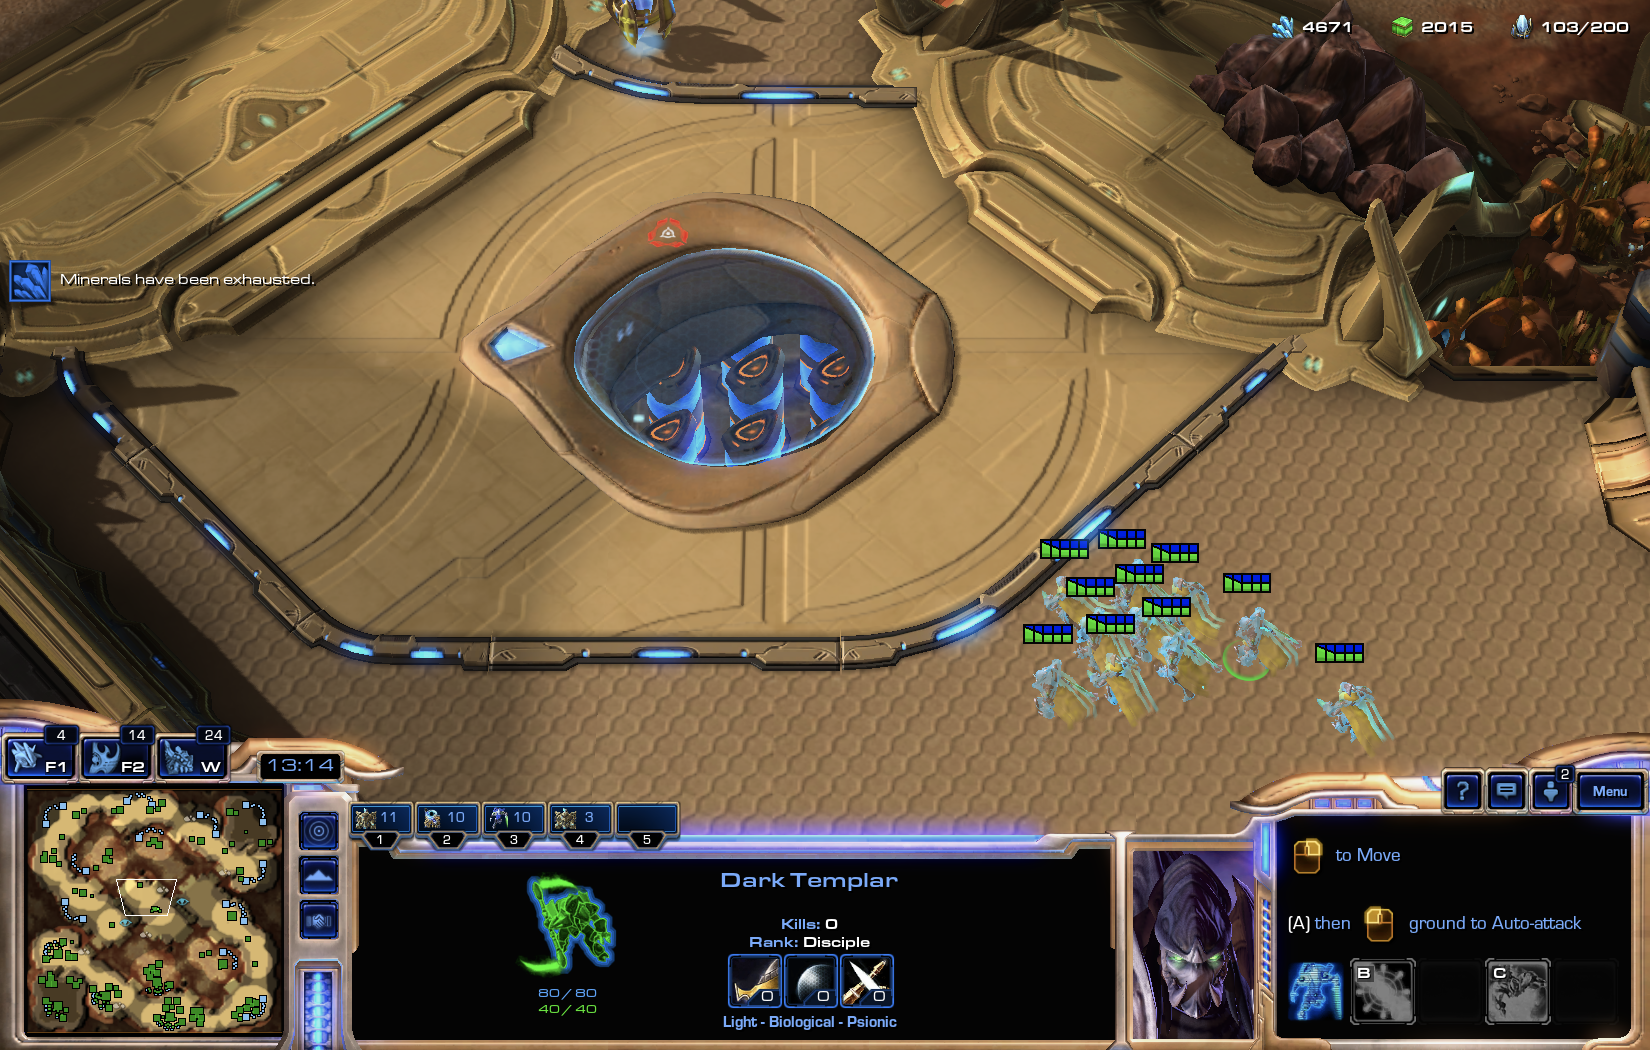 4671 2015 103/200
Minerals have been exhausted.
4 14 24
F1 F2 W
13:14
2
? Menu
11 10 10 3
1 2 3 4 5
Dark Templar
Kills: 0
Rank: Disciple
0 0 0
80/80
40/40
Light - Biological - Psionic
to Move
(A) then ground to Auto-attack
B C